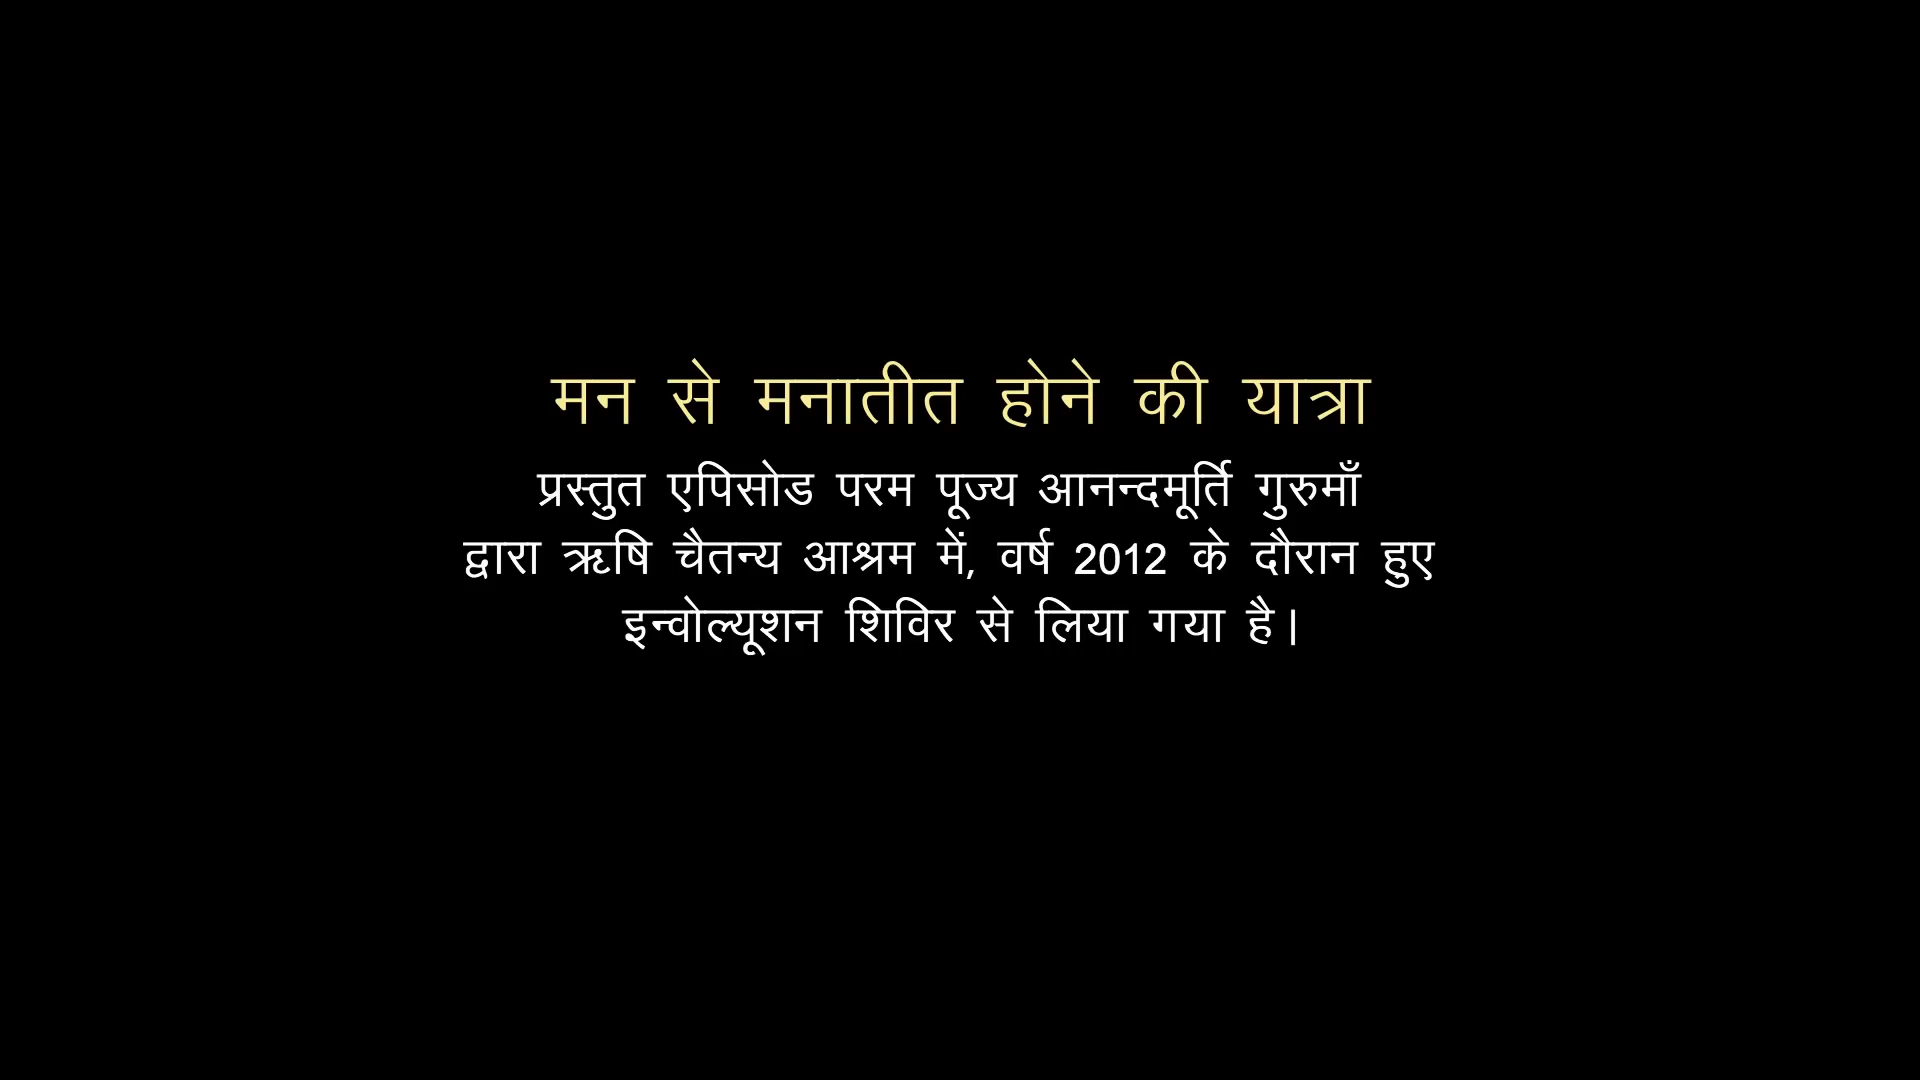 मन से मनातीत होने की यात्रा
प्रस्तुत एपिसोड परम पूज्य आनन्दमूर्ति गुरुमाँ
द्वारा ऋषि चैतन्य आश्रम में, वर्ष 2012 के दौरान हुए
इन्वोल्यूशन शिविर से लिया गया है।